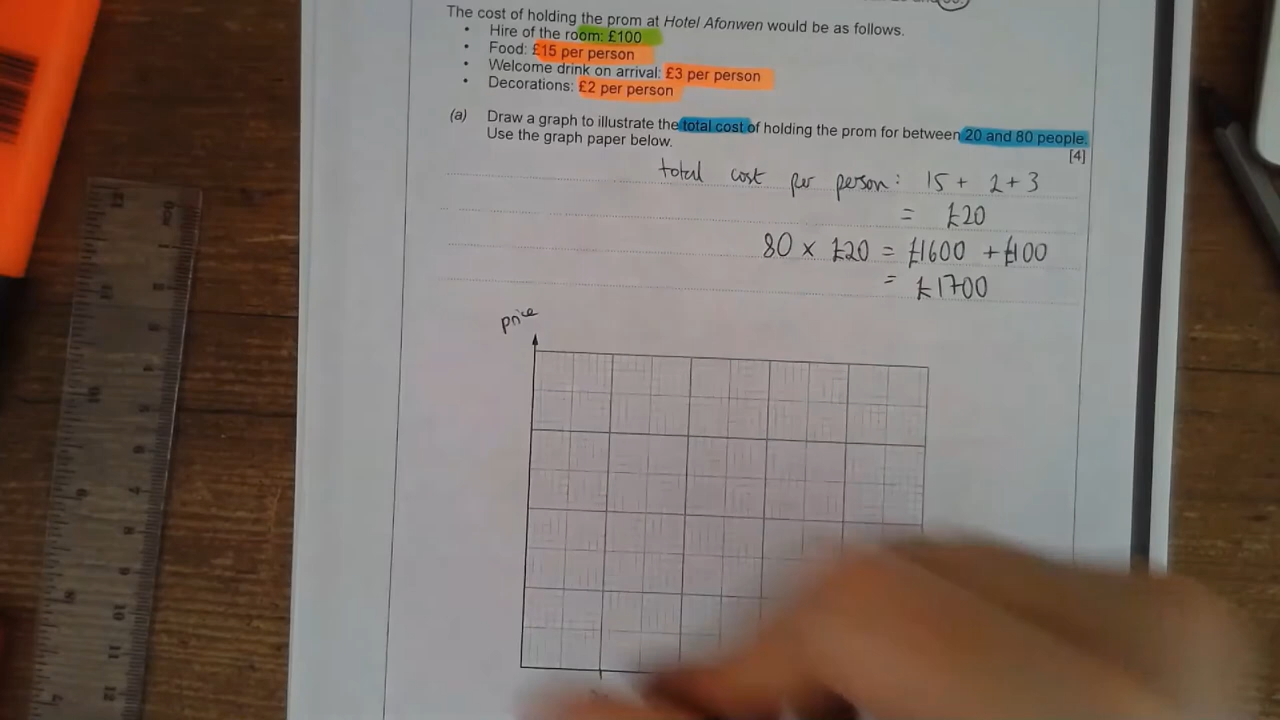 The cost of holding the prom at Hotel Afonwen would be as follows.
• Hire of the room: £100
• Food: £15 per person
• Welcome drink on arrival: £3 per person
• Decorations: £2 per person
(a) Draw a graph to illustrate the total cost of holding the prom for between 20 and 80 people.
Use the graph paper below.
[4]
total cost per person: 15 + 2 + 3
= £20
80 × £20 = £1600 + £100
= £1700
price